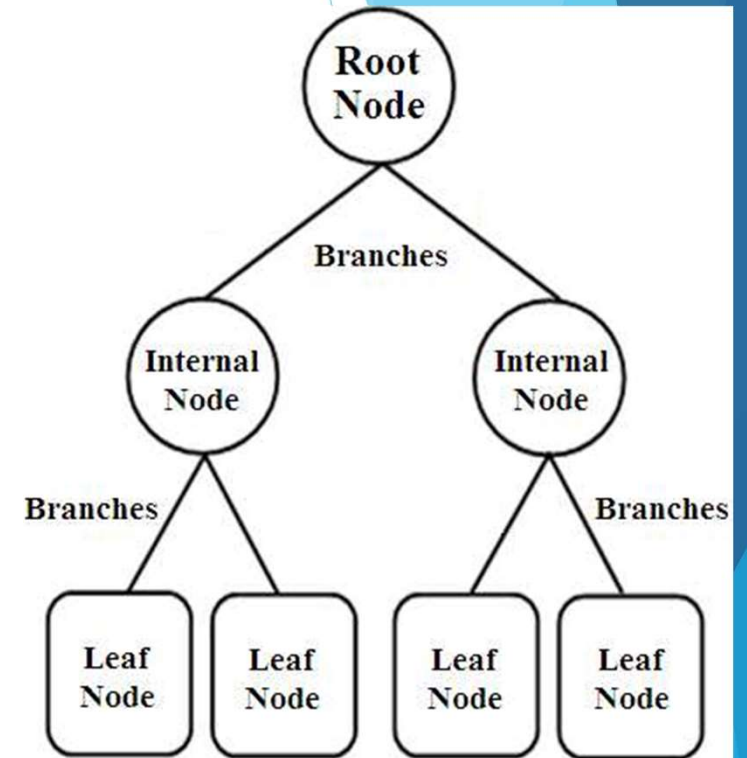 Root
Node
Branches
Internal
Node
Internal
Node
Branches
Branches
Leaf
Node
Leaf
Node
Leaf
Node
Leaf
Node